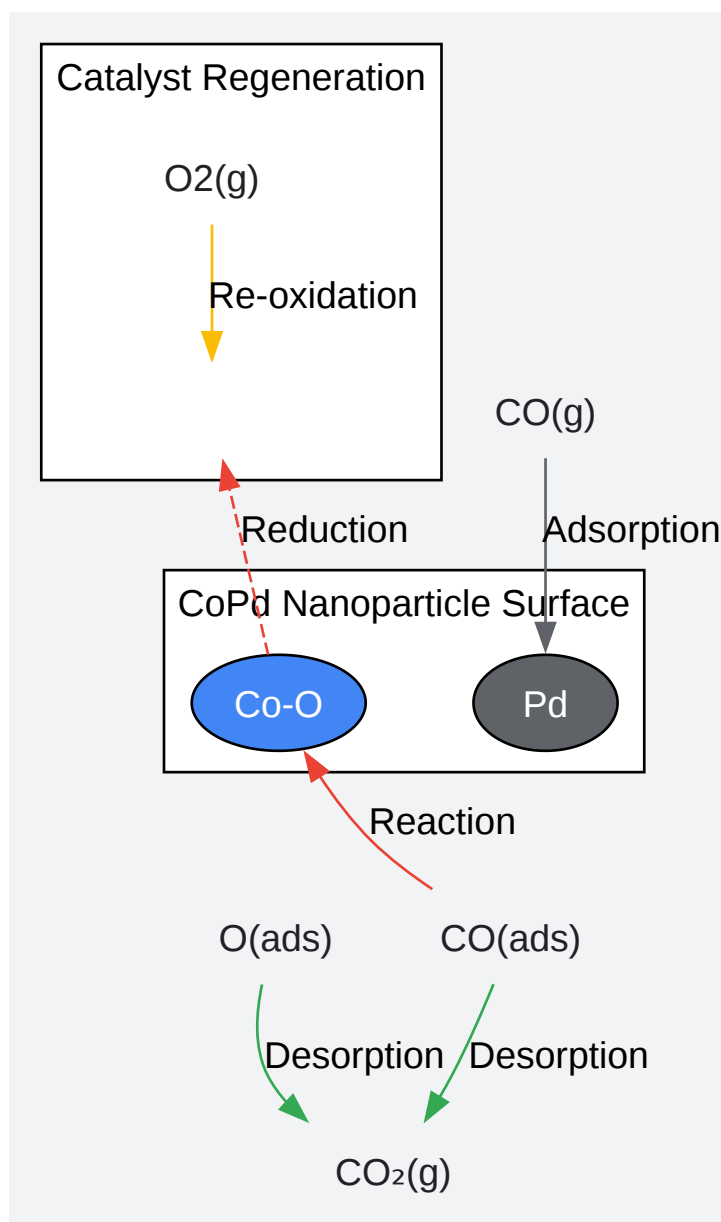 Catalyst Regeneration
O2(g)
Re-oxidation
CO(g)
Reduction
Adsorption
CoPd Nanoparticle Surface
Co-O
Pd
Reaction
O(ads)
CO(ads)
Desorption
Desorption
CO₂(g)